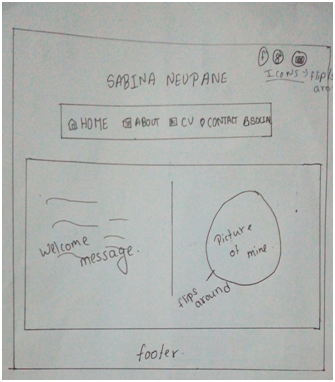 f
ICONS → flips
aro
SABINA NEUPANE
HOME ABOUT CV CONTACT SOCIAL
Welcome
message.
Picture
of mine
flips
around
footer.